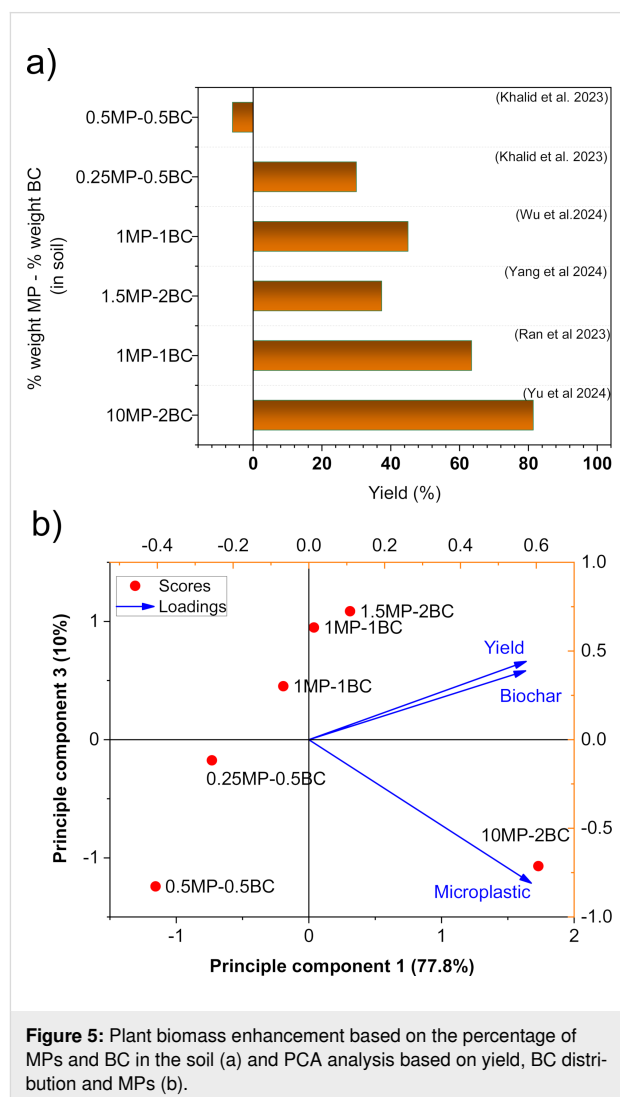 a)
% weight MP - % weight BC
(in soil)
0.5MP-0.5BC
(Khalid et al. 2023)
0.25MP-0.5BC
(Khalid et al. 2023)
1MP-1BC
(Wu et al.2024)
1.5MP-2BC
(Yang et al 2024)
1MP-1BC
(Ran et al 2023)
10MP-2BC
(Yu et al 2024)
0 20 40 60 80 100
Yield (%)
b)
-0.4 -0.2 0.0 0.2 0.4 0.6
1.0
0.5
0.0
-0.5
-1.0
Scores
Loadings
1.5MP-2BC
1MP-1BC
1MP-1BC
Yield
Biochar
0.25MP-0.5BC
10MP-2BC
0.5MP-0.5BC
Microplastic
1
0
-1
Principle component 3 (10%)
-1 0 1 2
Principle component 1 (77.8%)
Figure 5: Plant biomass enhancement based on the percentage of
MPs and BC in the soil (a) and PCA analysis based on yield, BC distri-
bution and MPs (b).